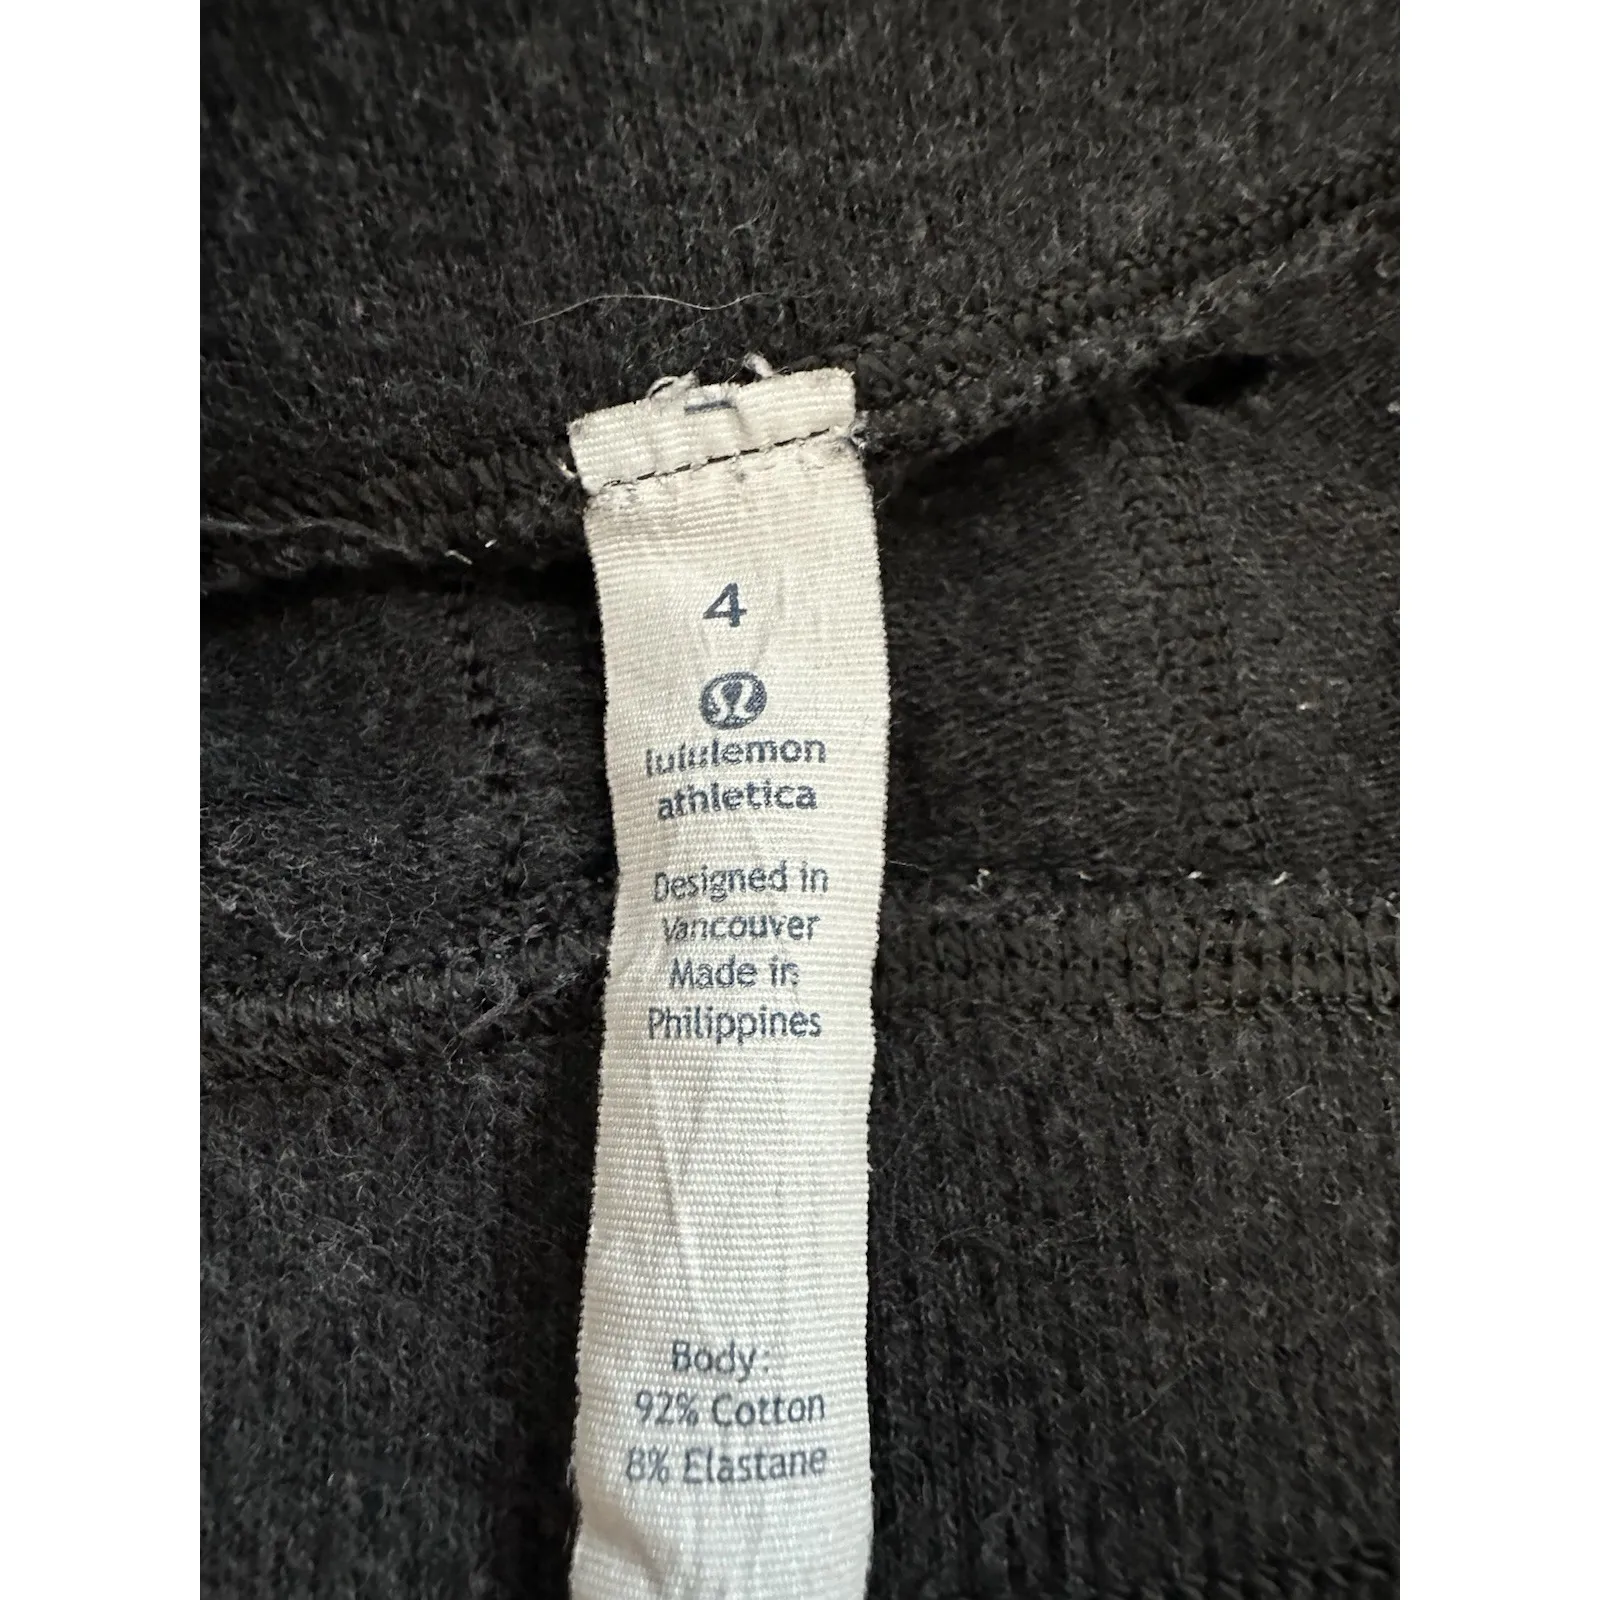 4
lululemon
athletica
Designed in
Vancouver
Made in
Philippines
Body:
92% Cotton
8% Elastane